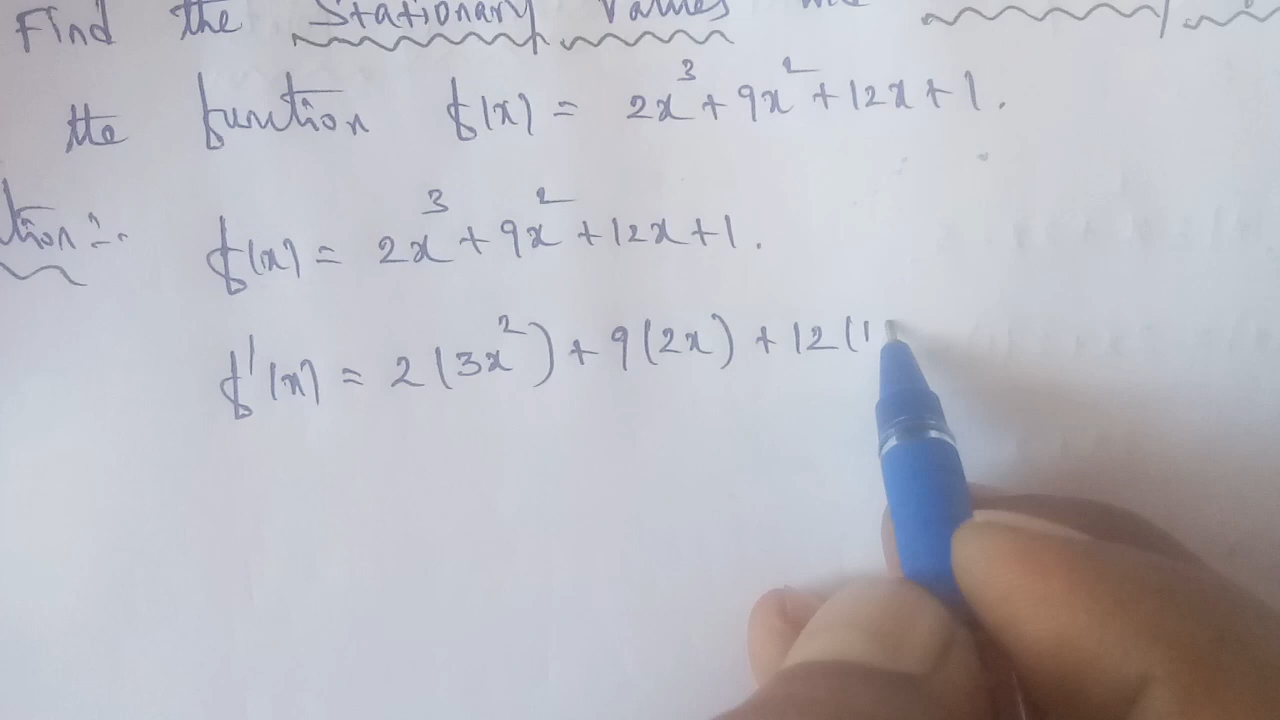 Find the Stationary Values
the function f(x) = 2x³ + 9x² + 12x + 1.
tion :-
f(x) = 2x³ + 9x² + 12x + 1.
f'(x) = 2(3x²) + 9(2x) + 12(1